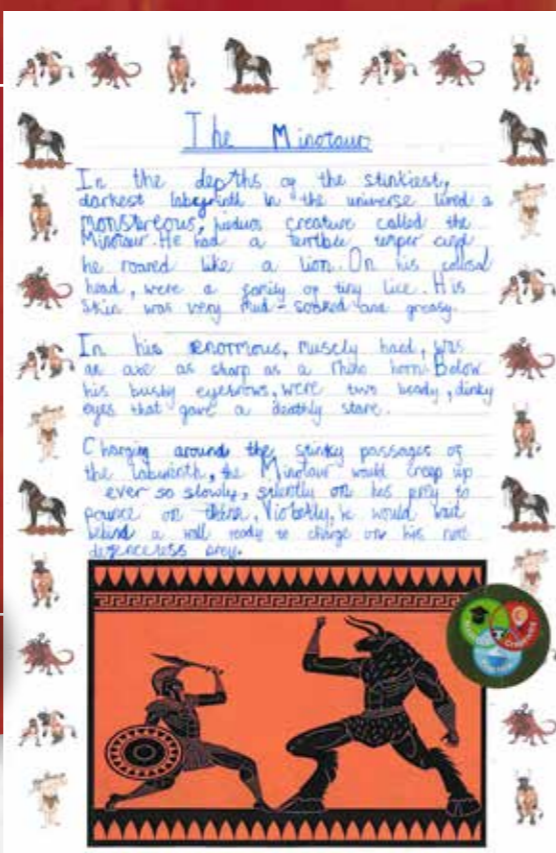 The Minotaur
In the depths of the stinkiest,
darkest labyrinth in the universe lived a
monstereous, hideous creature called the
Minotaur. He had a terrible temper and
he roared like a lion. On his collosal
head, were a family of tiny lice. His
skin was very mud-soaked and greasy.
In his enormous, musely hand, was
an axe as sharp as a rhino horn. Below
his bushy eyebrows, were two beady, dinky
eyes that gave a deathly stare.
Charging around the stinky passages of
the labyrinth, the Minotaur would creep up
ever so slowly, silently on his prey to
pounce on them, he would wait
behind a wall ready to charge on his next
defenceless prey.